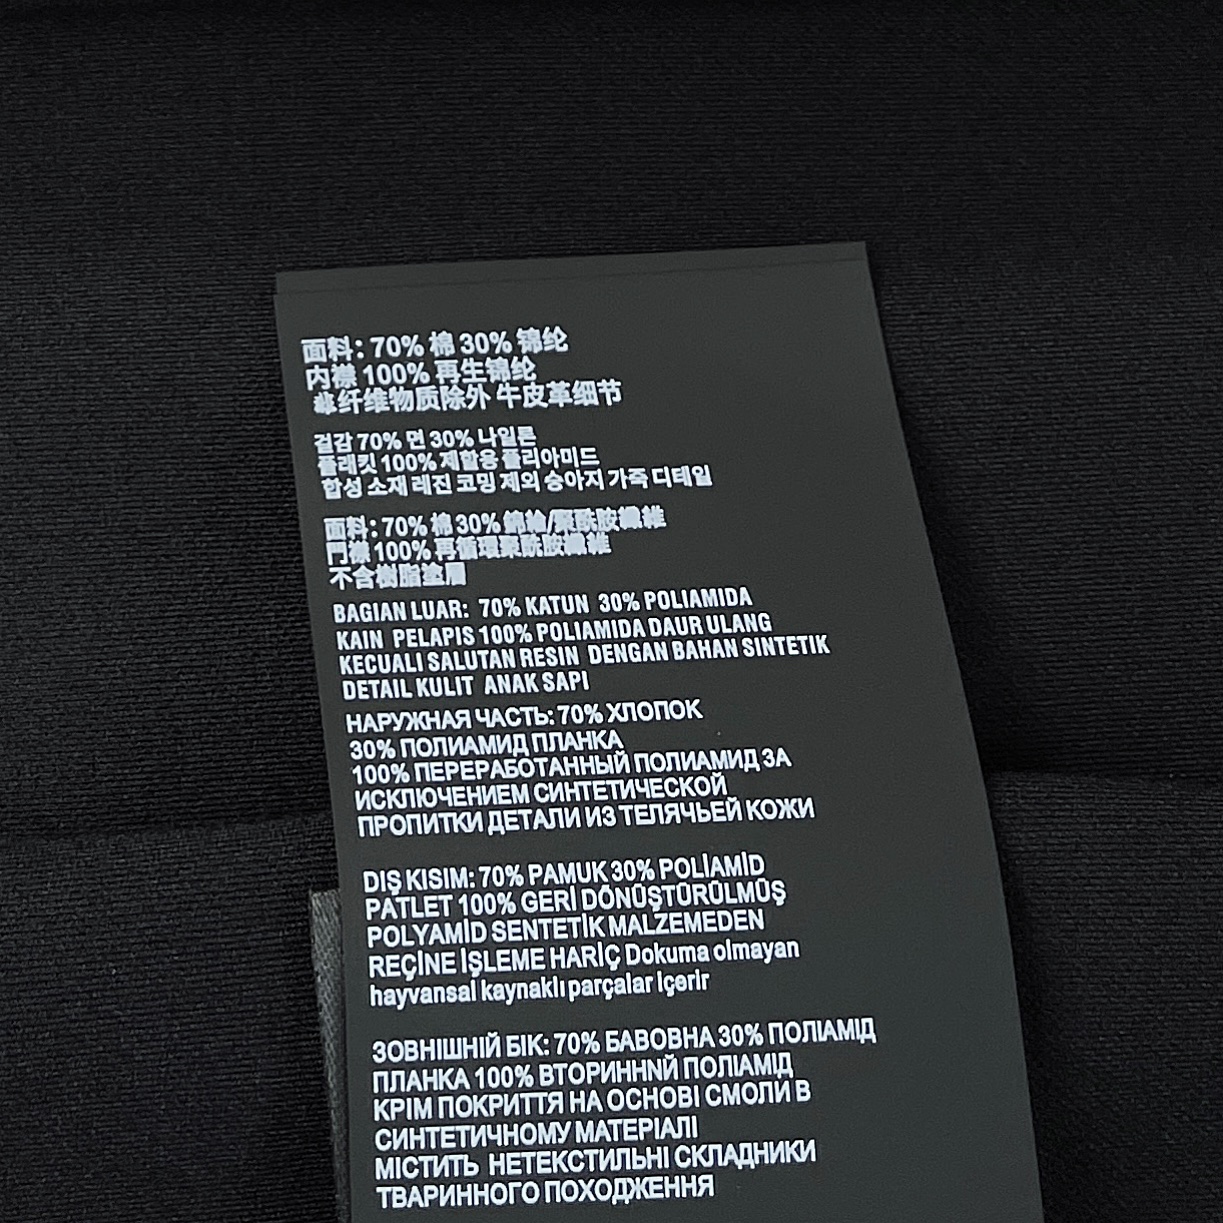 面料: 70% 棉 30% 锦纶
内襟 100% 再生锦纶
非纤维物质除外 牛皮革细节
겉감 70% 면 30% 나일론
플래킷 100% 재활용 폴리아미드
합성 소재 레진 코밍 제외 송아지 가죽 디테일
面料: 70% 棉 30% 錦綸/聚酰胺纖維
門襟 100% 再循環聚酰胺纖維
不含樹脂塗層
BAGIAN LUAR: 70% KATUN 30% POLIAMIDA
KAIN PELAPIS 100% POLIAMIDA DAUR ULANG
KECUALI SALUTAN RESIN DENGAN BAHAN SINTETIK
DETAIL KULIT ANAK SAPI
НАРУЖНАЯ ЧАСТЬ: 70% ХЛОПОК
30% ПОЛИАМИД ПЛАНКА
100% ПЕРЕРАБОТАННЫЙ ПОЛИАМИД ЗА
ИСКЛЮЧЕНИЕМ СИНТЕТИЧЕСКОЙ
ПРОПИТКИ ДЕТАЛИ ИЗ ТЕЛЯЧЬЕЙ КОЖИ
DIŞ KISIM: 70% PAMUK 30% POLİAMİD
PATLET 100% GERİ DÖNÜŞTÜRÜLMÜŞ
POLYAMİD SENTETİK MALZEMEDEN
REÇİNE İŞLEME HARİÇ Dokuma olmayan
hayvansal kaynaklı parçalar içerir
ЗОВНІШНІЙ БІК: 70% БАВОВНА 30% ПОЛІАМІД
ПЛАНКА 100% ВТОРИННИЙ ПОЛІАМІД
КРІМ ПОКРИТТЯ НА ОСНОВІ СМОЛИ В
СИНТЕТИЧНОМУ МАТЕРІАЛІ
МІСТИТЬ НЕТЕКСТИЛЬНІ СКЛАДНИКИ
ТВАРИННОГО ПОХОДЖЕННЯ